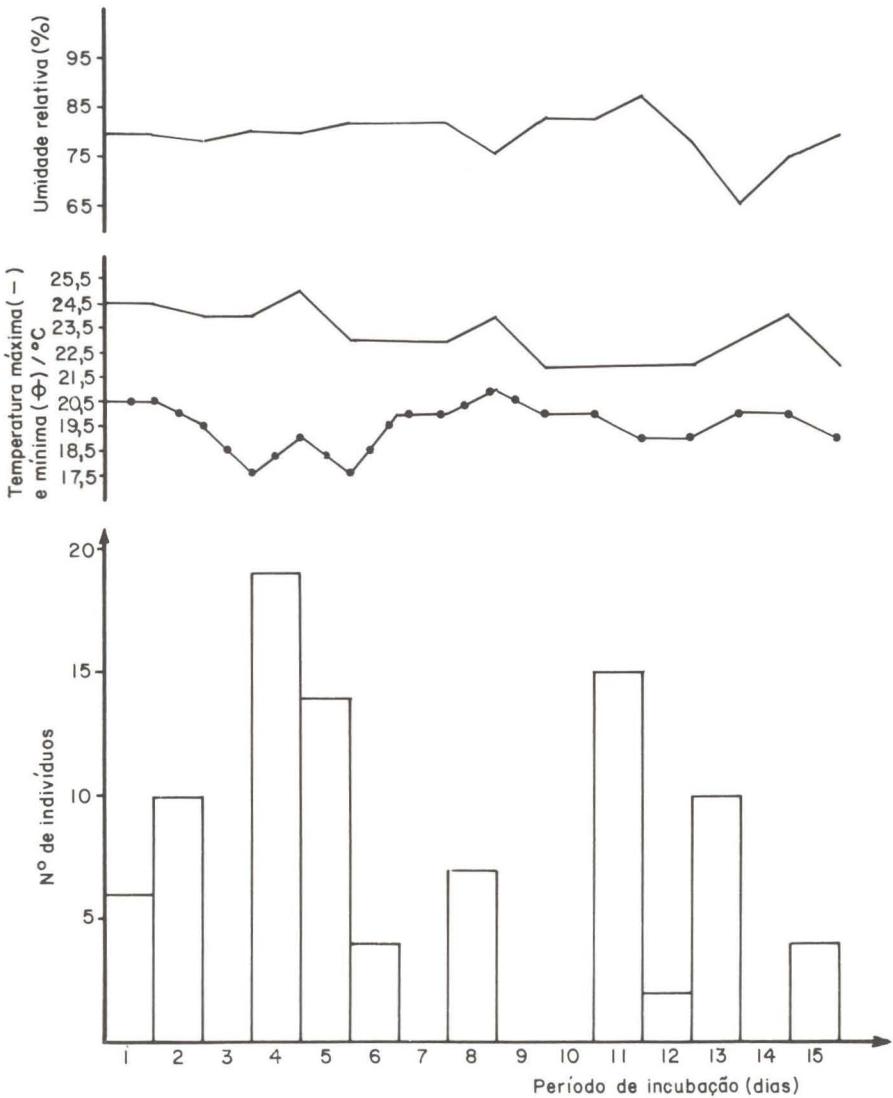 Umidade relativa (%)
95
85
75
65
Temperatura máxima (—)
e mínima (-θ-) / ºC
25,5
24,5
23,5
22,5
21,5
20,5
19,5
18,5
17,5
Nº de indivíduos
20
15
10
5
1 2 3 4 5 6 7 8 9 10 11 12 13 14 15
Período de incubação (dias)